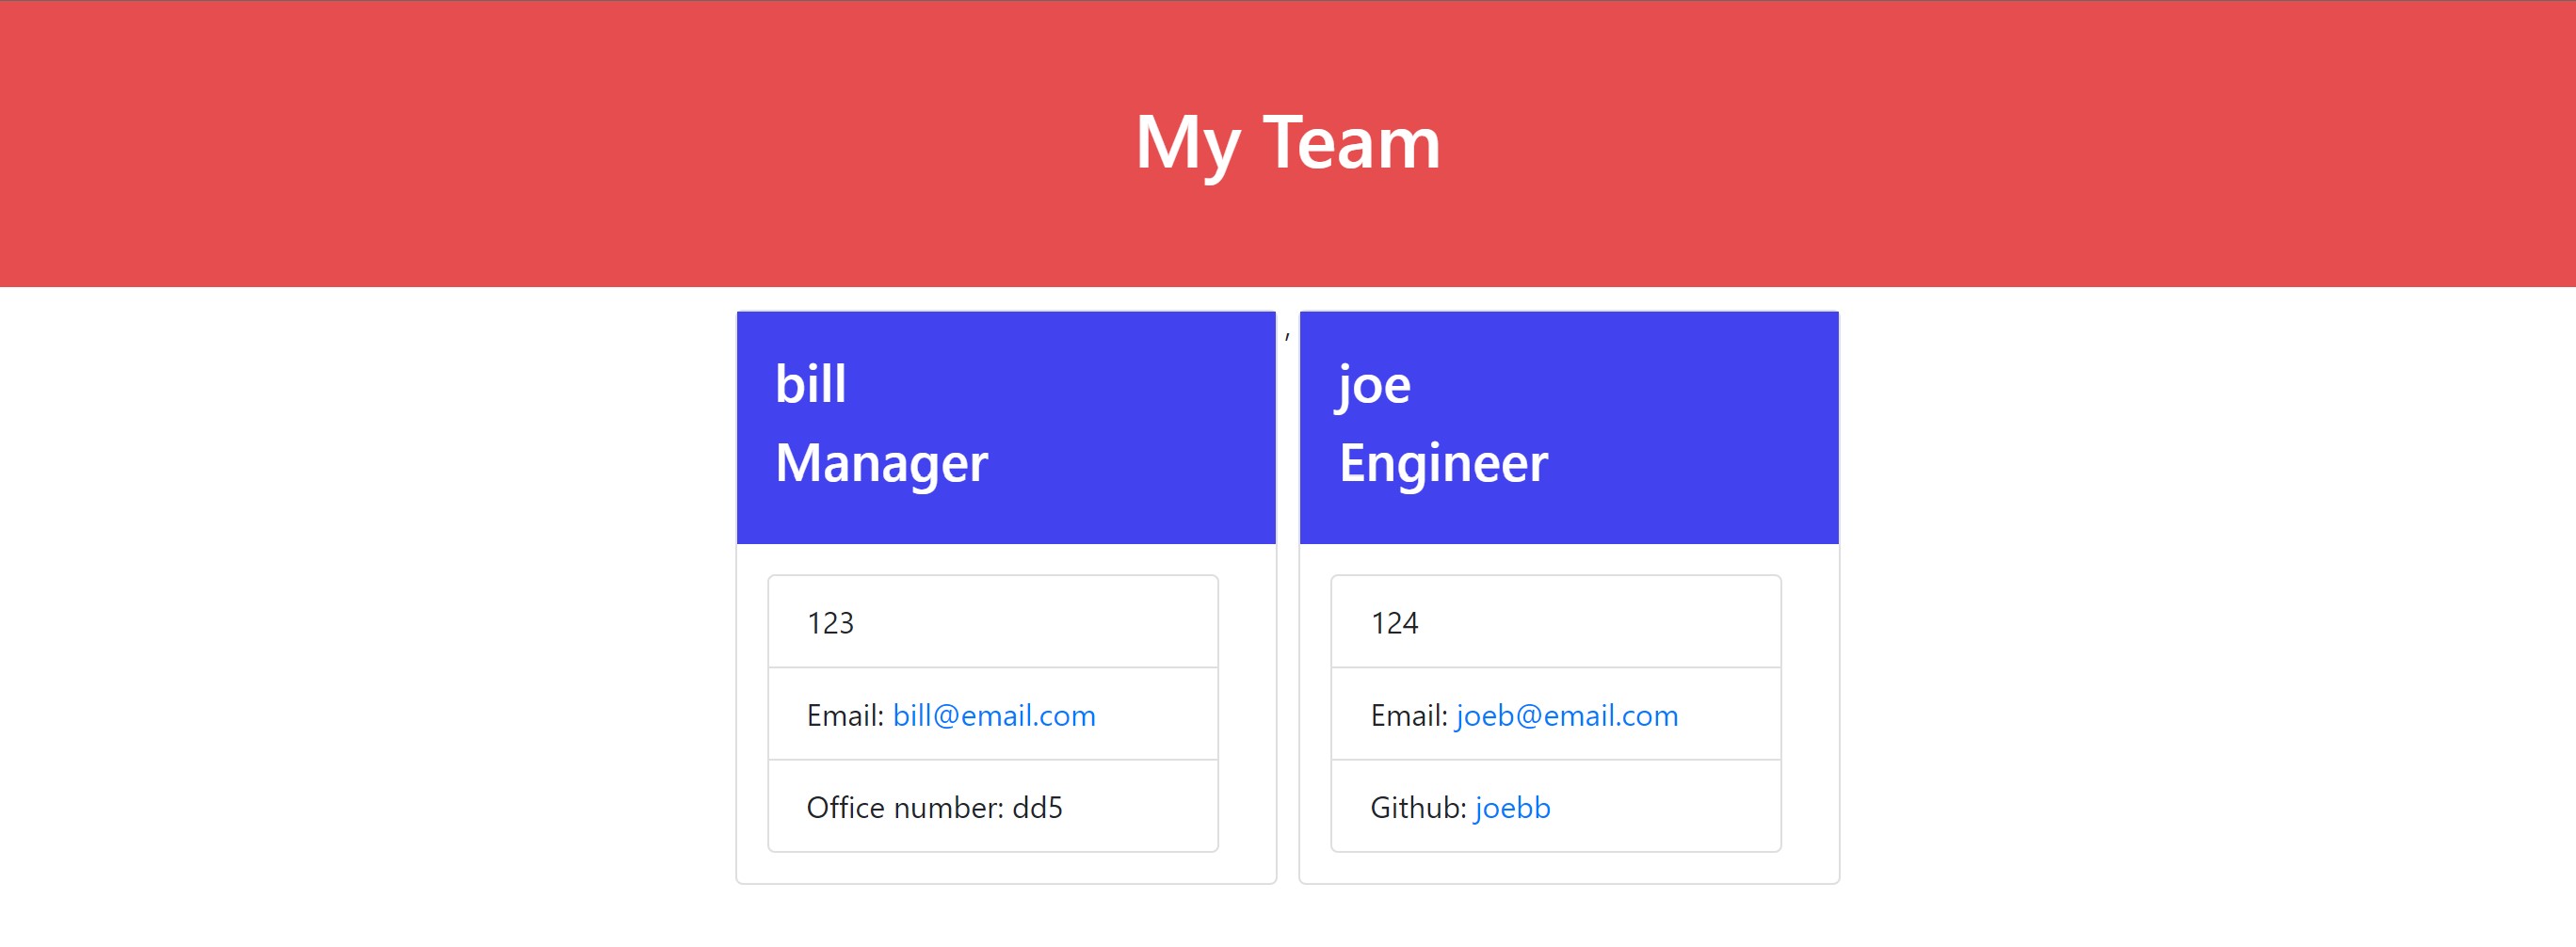 My Team
bill
Manager
123
Email: bill@email.com
Office number: dd5
,
joe
Engineer
124
Email: joeb@email.com
Github: joebb